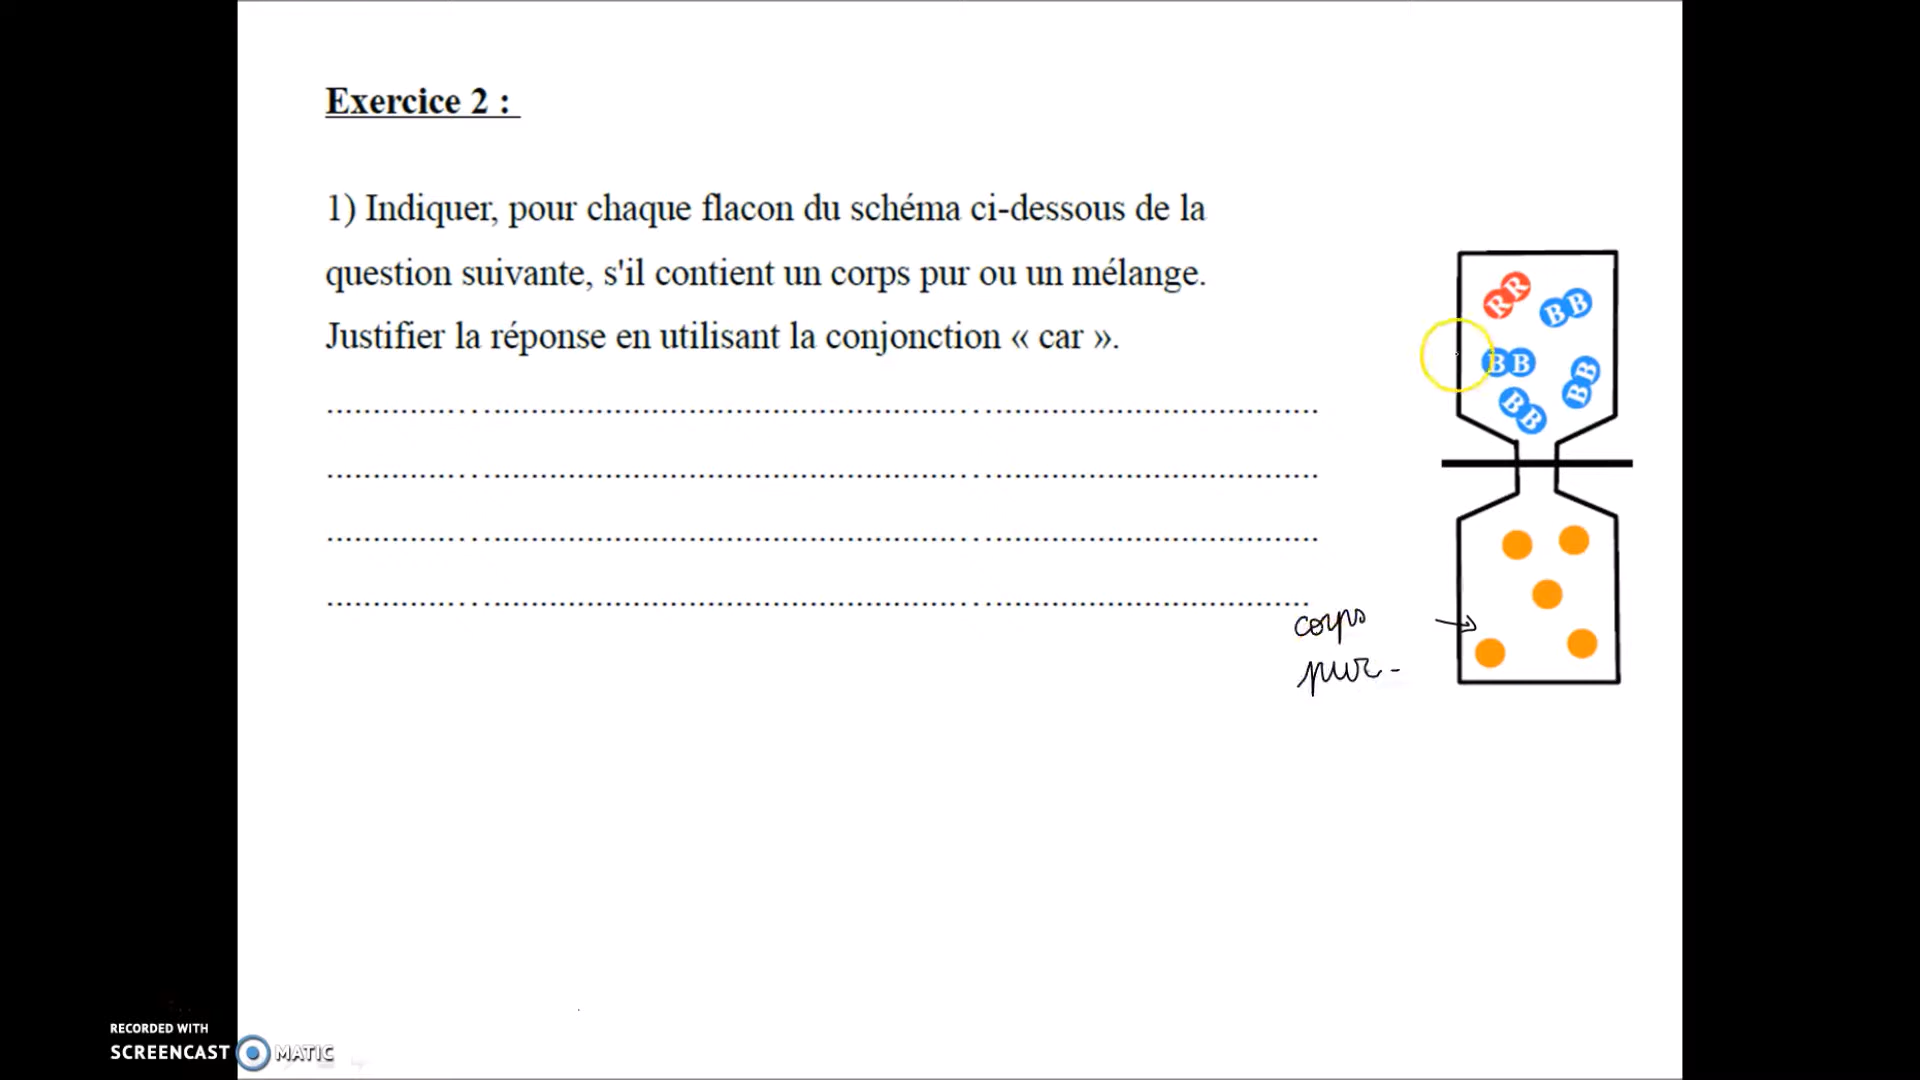 Exercice 2 :
1) Indiquer, pour chaque flacon du schéma ci-dessous de la
question suivante, s'il contient un corps pur ou un mélange.
Justifier la réponse en utilisant la conjonction « car ».
RR
BB
BB
BB
BB
corps
pur
RECORDED WITH
SCREENCAST MATIC